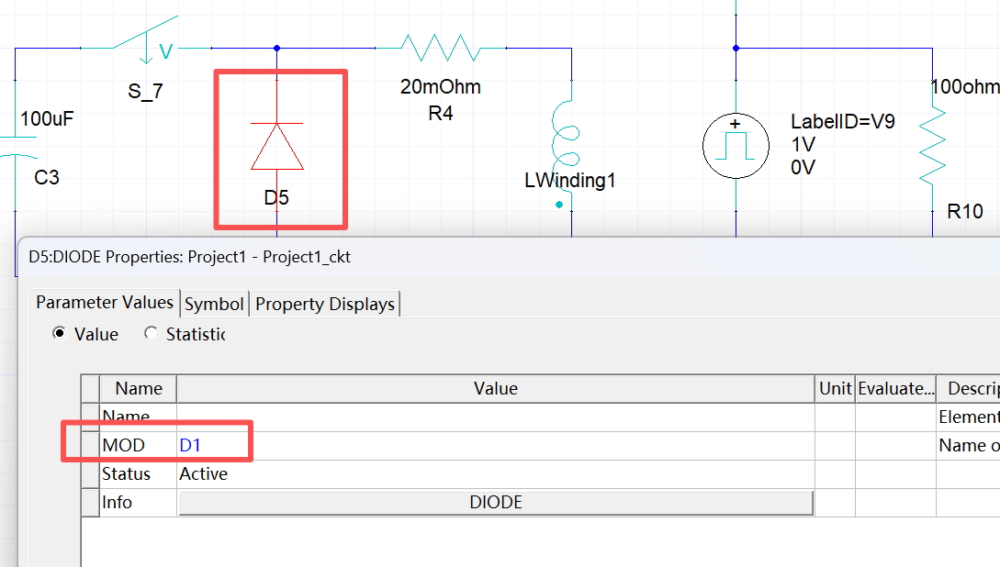 V
S_7
100uF
C3
D5
20mOhm
R4
LWinding1
+
LabelID=V9
1V
0V
100ohm
R10
D5:DIODE Properties: Project1 - Project1_ckt
Parameter Values Symbol Property Displays
Value Statistic
Name Value Unit Evaluate... Descrip
Name Element
MOD D1 Name o
Status Active
Info DIODE